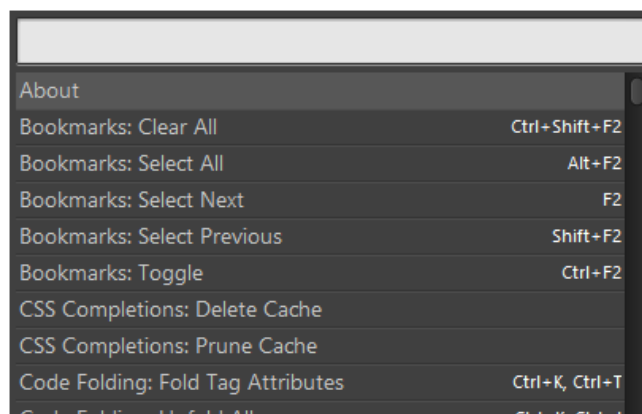 About
Bookmarks: Clear All Ctrl+Shift+F2
Bookmarks: Select All Alt+F2
Bookmarks: Select Next F2
Bookmarks: Select Previous Shift+F2
Bookmarks: Toggle Ctrl+F2
CSS Completions: Delete Cache
CSS Completions: Prune Cache
Code Folding: Fold Tag Attributes Ctrl+K, Ctrl+T